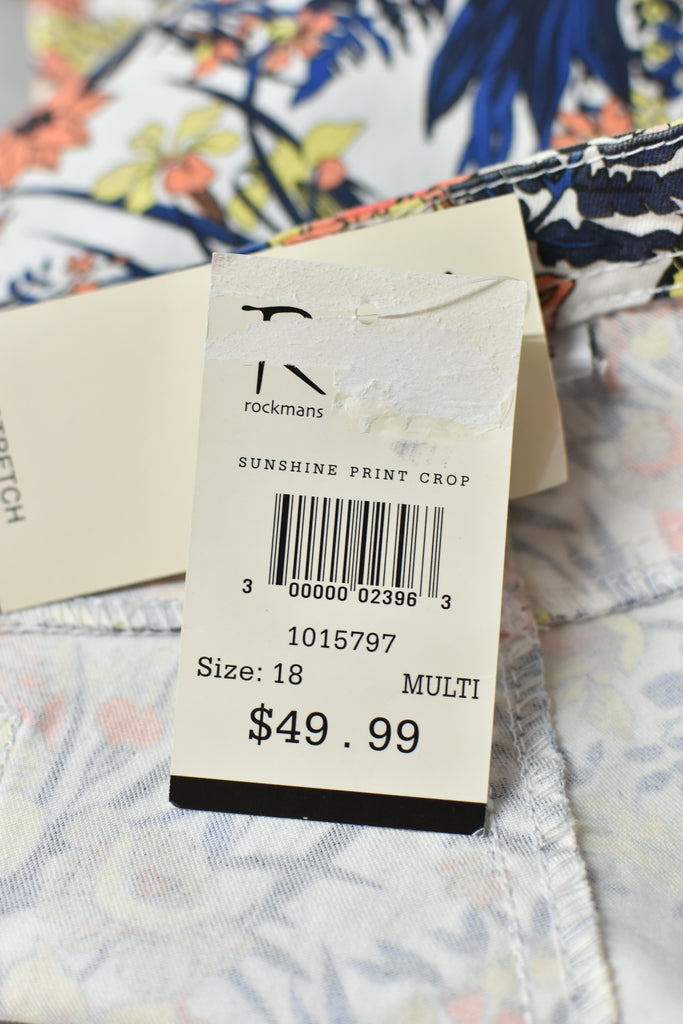 R
rockmans
SUNSHINE PRINT CROP
3 00000 02396 3
1015797
Size: 18 MULTI
$49.99
STRETCH